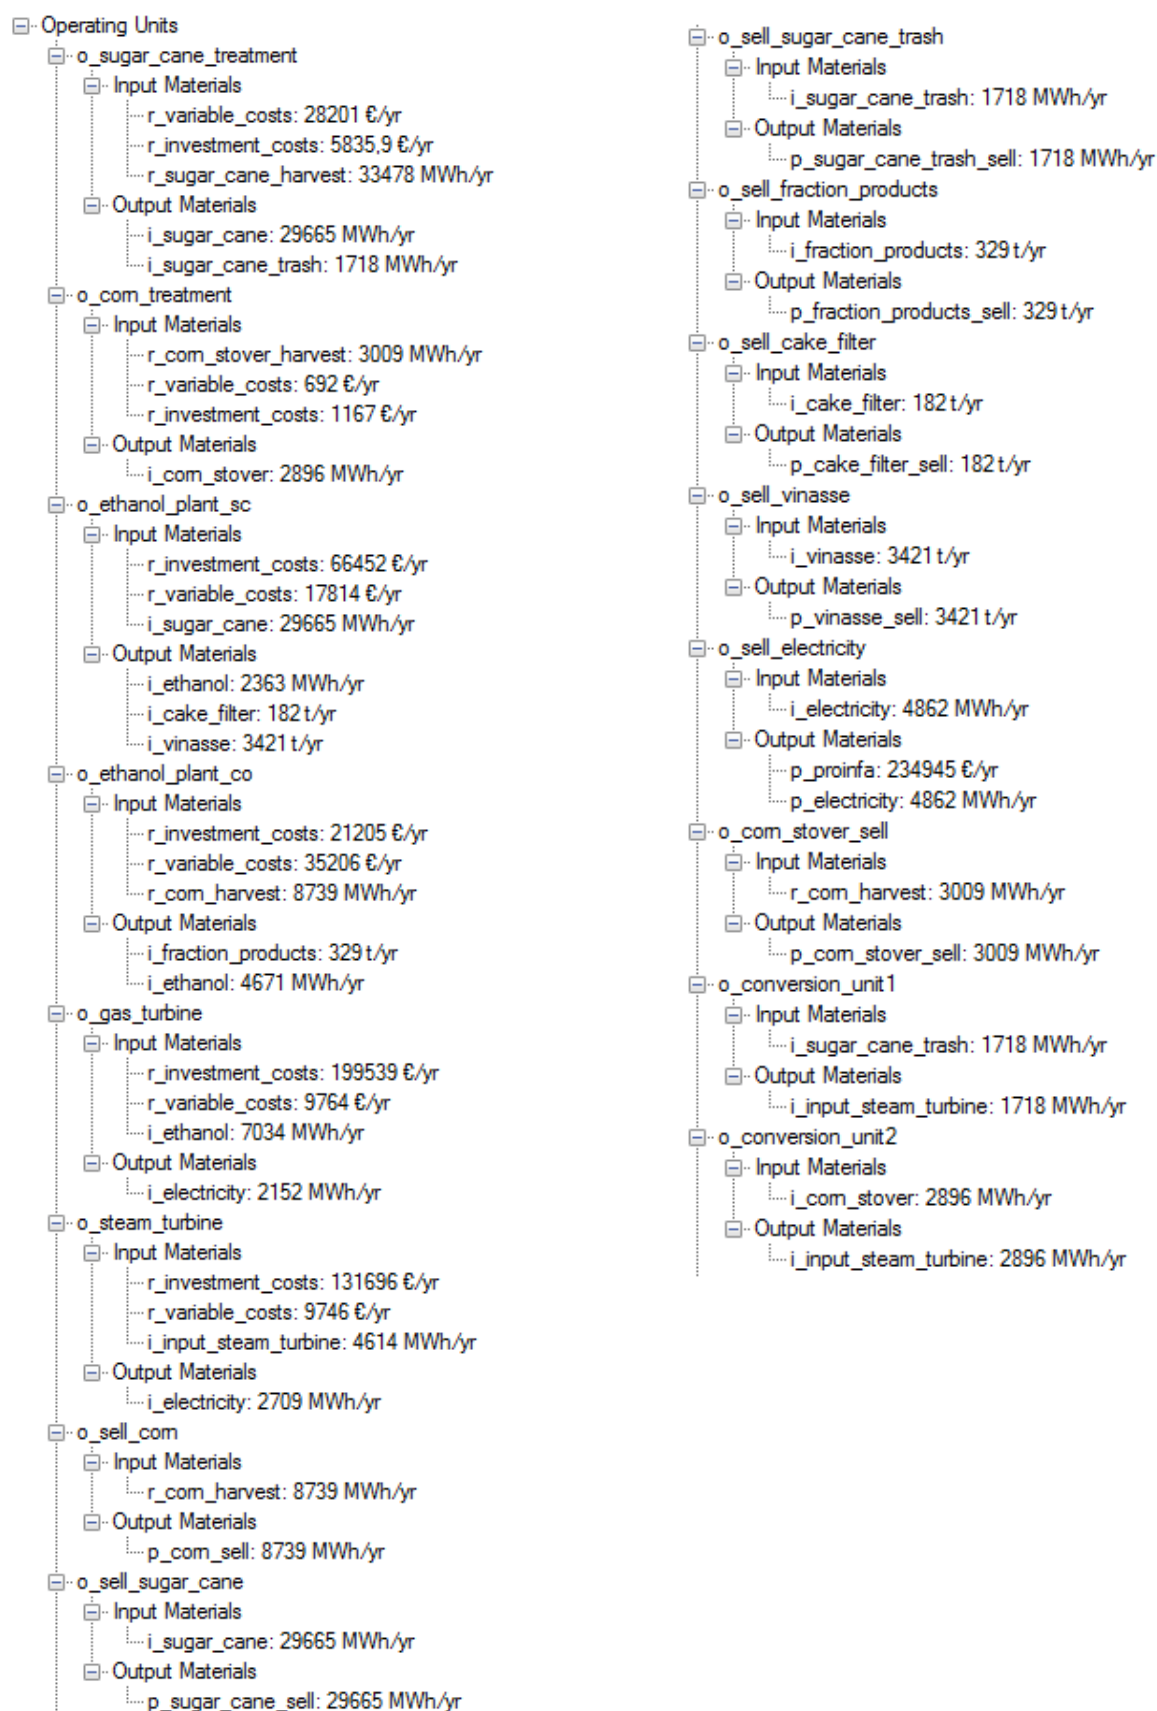 Operating Units
o_sugar_cane_treatment
Input Materials
r_variable_costs: 28201 €/yr
r_investment_costs: 5835,9 €/yr
r_sugar_cane_harvest: 33478 MWh/yr
Output Materials
i_sugar_cane: 29665 MWh/yr
i_sugar_cane_trash: 1718 MWh/yr
o_corn_treatment
Input Materials
r_corn_stover_harvest: 3009 MWh/yr
r_variable_costs: 692 €/yr
r_investment_costs: 1167 €/yr
Output Materials
i_corn_stover: 2896 MWh/yr
o_ethanol_plant_sc
Input Materials
r_investment_costs: 66452 €/yr
r_variable_costs: 17814 €/yr
i_sugar_cane: 29665 MWh/yr
Output Materials
i_ethanol: 2363 MWh/yr
i_cake_filter: 182 t/yr
i_vinasse: 3421 t/yr
o_ethanol_plant_co
Input Materials
r_investment_costs: 21205 €/yr
r_variable_costs: 35206 €/yr
r_corn_harvest: 8739 MWh/yr
Output Materials
i_fraction_products: 329 t/yr
i_ethanol: 4671 MWh/yr
o_gas_turbine
Input Materials
r_investment_costs: 199539 €/yr
r_variable_costs: 9764 €/yr
i_ethanol: 7034 MWh/yr
Output Materials
i_electricity: 2152 MWh/yr
o_steam_turbine
Input Materials
r_investment_costs: 131696 €/yr
r_variable_costs: 9746 €/yr
i_input_steam_turbine: 4614 MWh/yr
Output Materials
i_electricity: 2709 MWh/yr
o_sell_corn
Input Materials
r_corn_harvest: 8739 MWh/yr
Output Materials
p_corn_sell: 8739 MWh/yr
o_sell_sugar_cane
Input Materials
i_sugar_cane: 29665 MWh/yr
Output Materials
p_sugar_cane_sell: 29665 MWh/yr
o_sell_sugar_cane_trash
Input Materials
i_sugar_cane_trash: 1718 MWh/yr
Output Materials
p_sugar_cane_trash_sell: 1718 MWh/yr
o_sell_fraction_products
Input Materials
i_fraction_products: 329 t/yr
Output Materials
p_fraction_products_sell: 329 t/yr
o_sell_cake_filter
Input Materials
i_cake_filter: 182 t/yr
Output Materials
p_cake_filter_sell: 182 t/yr
o_sell_vinasse
Input Materials
i_vinasse: 3421 t/yr
Output Materials
p_vinasse_sell: 3421 t/yr
o_sell_electricity
Input Materials
i_electricity: 4862 MWh/yr
Output Materials
p_proinfa: 234945 €/yr
p_electricity: 4862 MWh/yr
o_corn_stover_sell
Input Materials
r_corn_harvest: 3009 MWh/yr
Output Materials
p_corn_stover_sell: 3009 MWh/yr
o_conversion_unit1
Input Materials
i_sugar_cane_trash: 1718 MWh/yr
Output Materials
i_input_steam_turbine: 1718 MWh/yr
o_conversion_unit2
Input Materials
i_corn_stover: 2896 MWh/yr
Output Materials
i_input_steam_turbine: 2896 MWh/yr